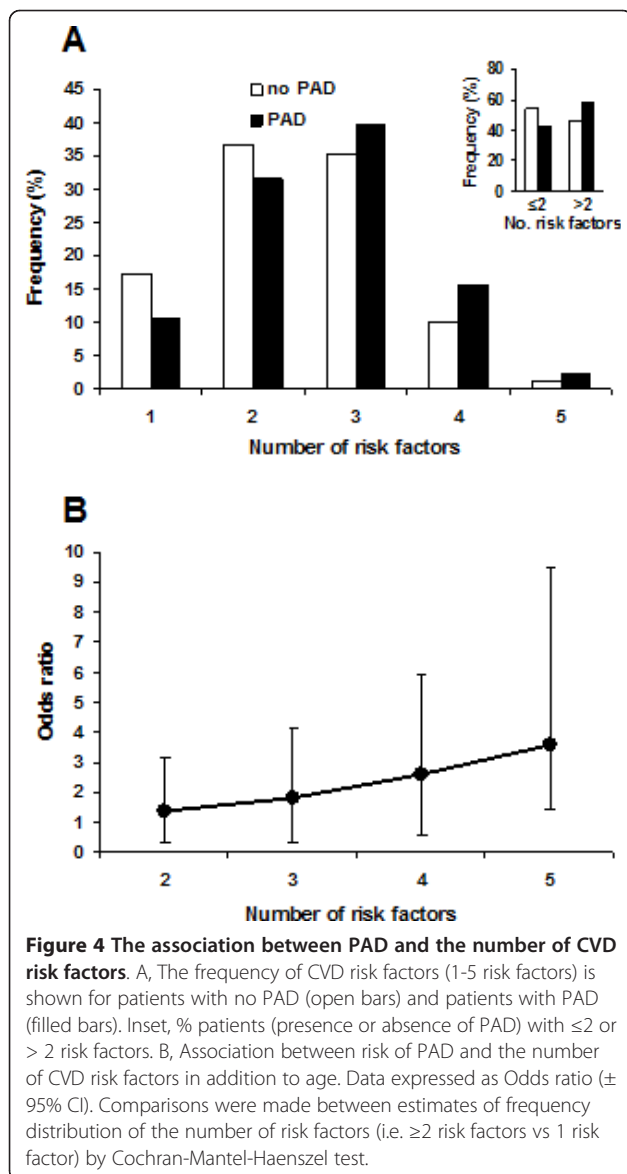 A
no PAD
PAD
Frequency (%)
45
40
35
30
25
20
15
10
5
0
1 2 3 4 5
Number of risk factors
Frequency (%)
80
60
40
20
0
≤2 >2
No. risk factors
B
Odds ratio
10
9
8
7
6
5
4
3
2
1
0
2 3 4 5
Number of risk factors
Figure 4 The association between PAD and the number of CVD
risk factors. A, The frequency of CVD risk factors (1-5 risk factors) is
shown for patients with no PAD (open bars) and patients with PAD
(filled bars). Inset, % patients (presence or absence of PAD) with ≤2 or
> 2 risk factors. B, Association between risk of PAD and the number
of CVD risk factors in addition to age. Data expressed as Odds ratio (±
95% CI). Comparisons were made between estimates of frequency
distribution of the number of risk factors (i.e. ≥2 risk factors vs 1 risk
factor) by Cochran-Mantel-Haenszel test.